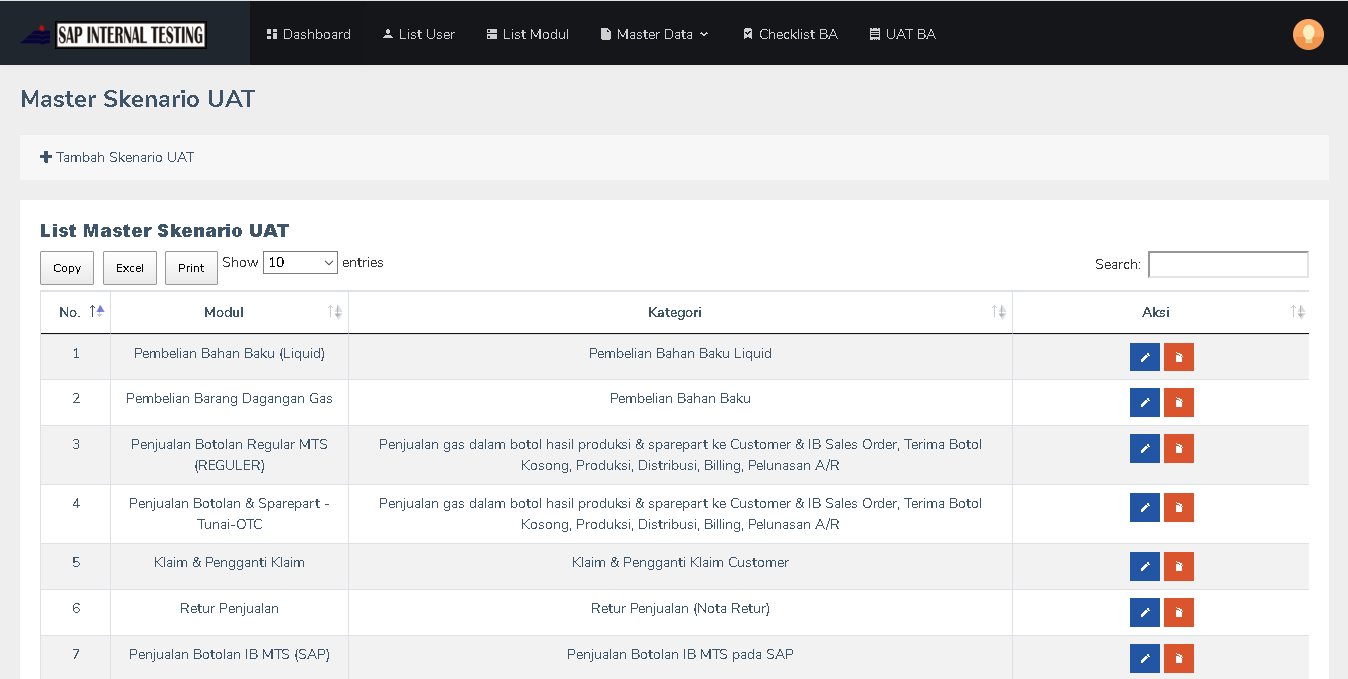 SAP INTERNAL TESTING Dashboard List User List Modul Master Data Checklist BA UAT BA
Master Skenario UAT
Tambah Skenario UAT
List Master Skenario UAT
Copy Excel Print Show 10 entries Search:
No. Modul Kategori Aksi
1 Pembelian Bahan Baku (Liquid) Pembelian Bahan Baku Liquid
2 Pembelian Barang Dagangan Gas Pembelian Bahan Baku
3 Penjualan Botolan Regular MTS Penjualan gas dalam botol hasil produksi & sparepart ke Customer & IB Sales Order, Terima Botol
(REGULER) Kosong, Produksi, Distribusi, Billing, Pelunasan A/R
4 Penjualan Botolan & Sparepart - Penjualan gas dalam botol hasil produksi & sparepart ke Customer & IB Sales Order, Terima Botol
Tunai-OTC Kosong, Produksi, Distribusi, Billing, Pelunasan A/R
5 Klaim & Pengganti Klaim Klaim & Pengganti Klaim Customer
6 Retur Penjualan Retur Penjualan (Nota Retur)
7 Penjualan Botolan IB MTS (SAP) Penjualan Botolan IB MTS pada SAP